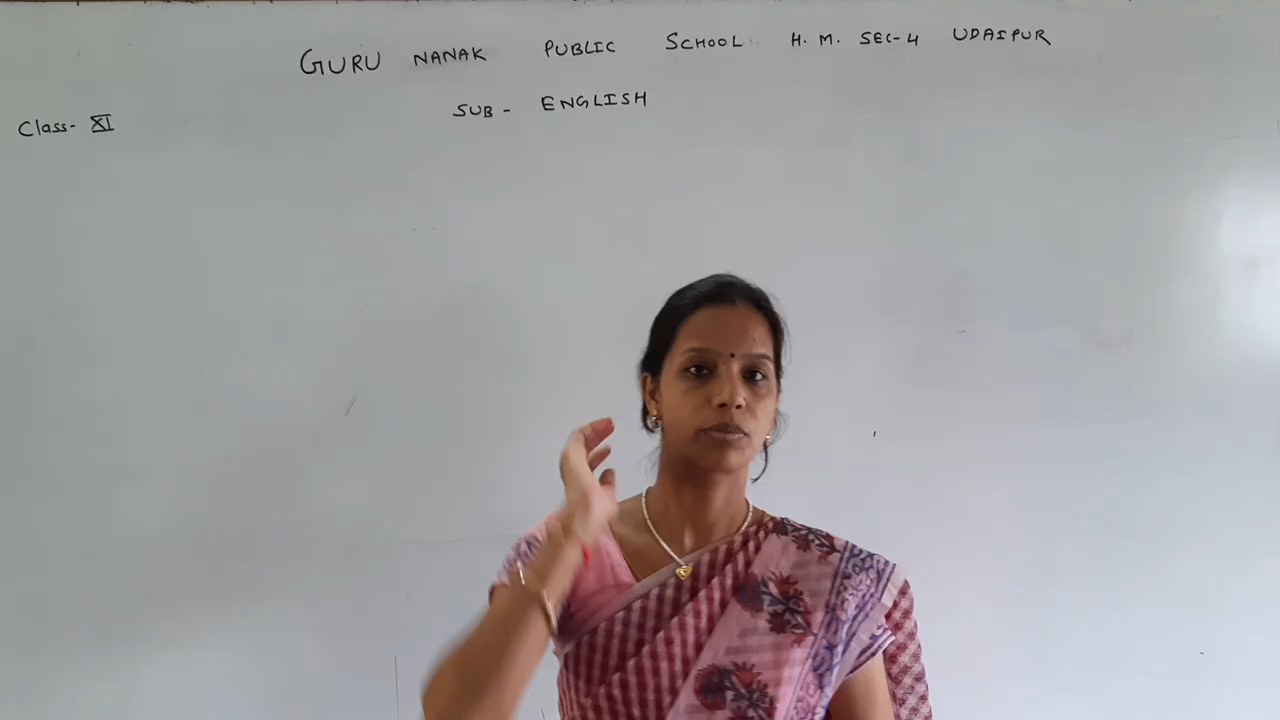 GURU NANAK PUBLIC SCHOOL H. M. SEC-4 UDAIPUR
SUB - ENGLISH
Class- XI